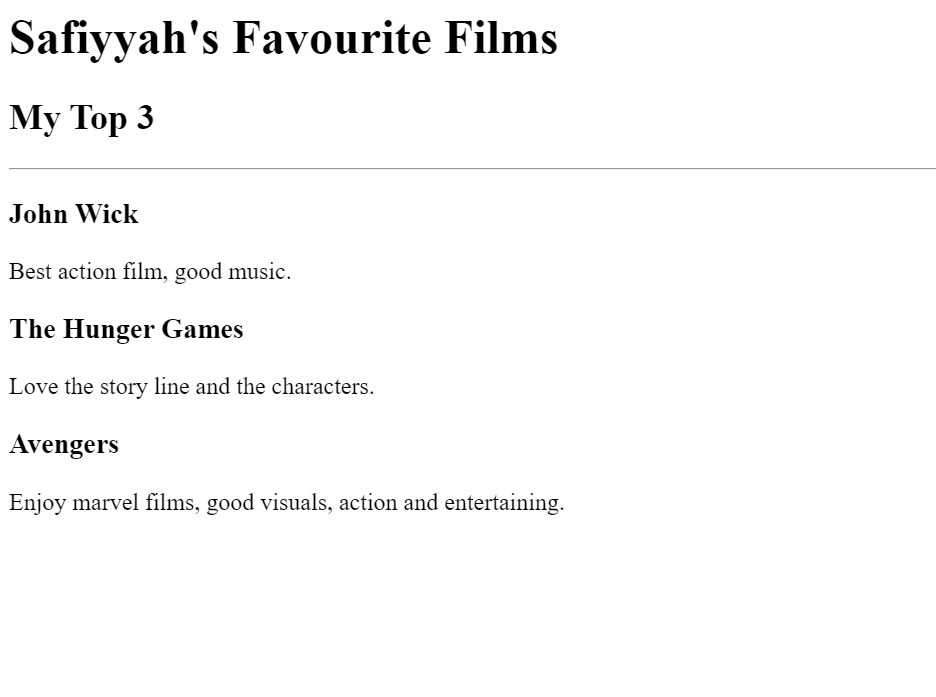 Safiyyah's Favourite Films
My Top 3
John Wick
Best action film, good music.
The Hunger Games
Love the story line and the characters.
Avengers
Enjoy marvel films, good visuals, action and entertaining.